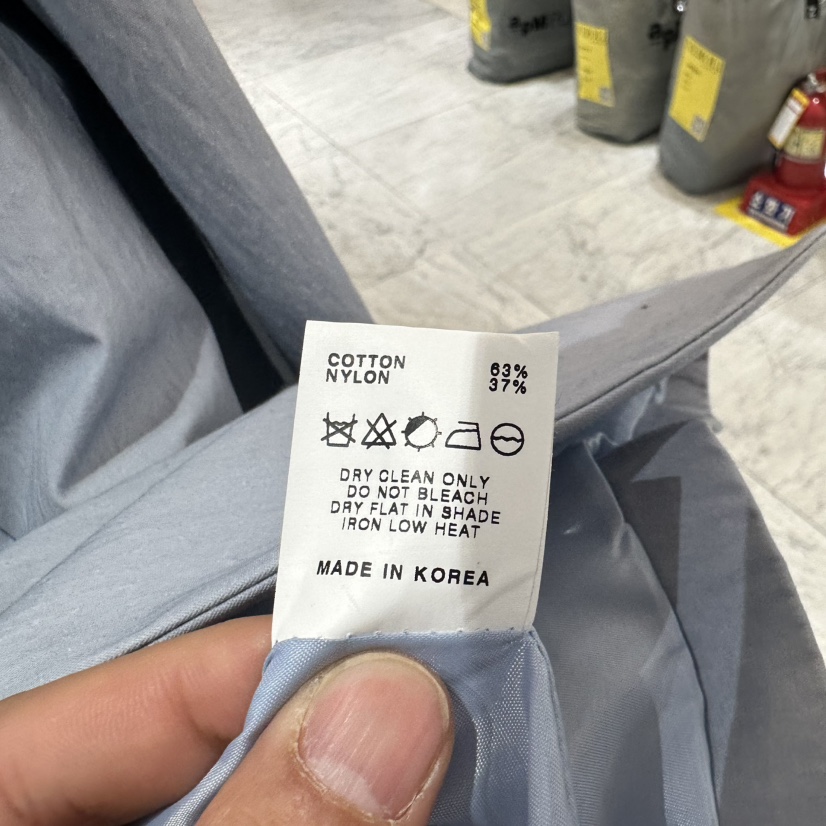 COTTON 63%
NYLON 37%
DRY CLEAN ONLY
DO NOT BLEACH
DRY FLAT IN SHADE
IRON LOW HEAT
MADE IN KOREA